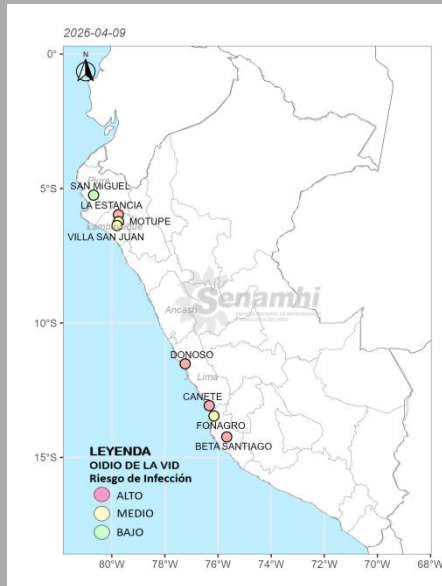 2026-04-09
N
0°
5°S
10°S
15°S
Piura
SAN MIGUEL
LA ESTANCIA
MOTUPE
Lambayeque
VILLA SAN JUAN
Senamhi
Ancash
DONOSO
Lima
CANETE
FONAGRO
BETA SANTIAGO
LEYENDA
OIDIO DE LA VID
Riesgo de Infección
ALTO
MEDIO
BAJO
80°W 78°W 76°W 74°W 72°W 70°W 68°W